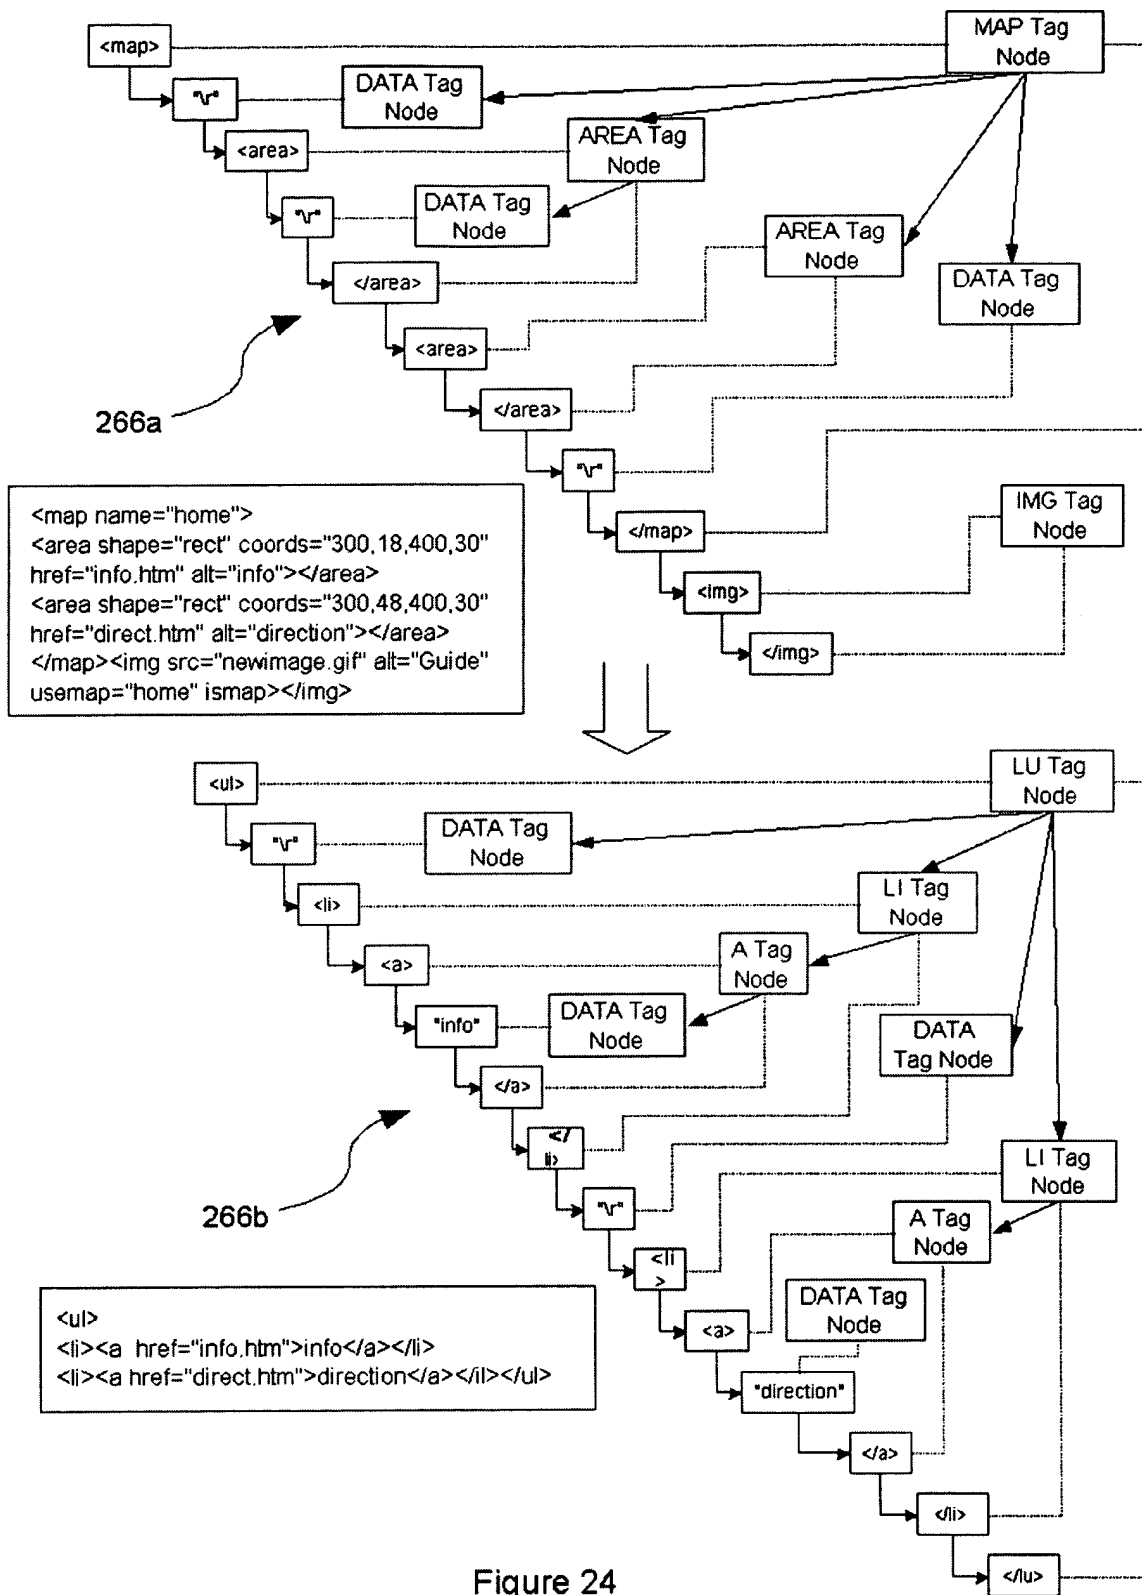 <map>
MAP Tag
Node
"\r"
DATA Tag
Node
<area>
AREA Tag
Node
"\r"
DATA Tag
Node
AREA Tag
Node
</area>
DATA Tag
Node
<area>
266a
</area>
"\r"
<map name="home">
<area shape="rect" coords="300,18,400,30"
href="info.htm" alt="info"></area>
<area shape="rect" coords="300,48,400,30"
href="direct.htm" alt="direction"></area>
</map><img src="newimage.gif" alt="Guide"
usemap="home" ismap></img>
</map>
IMG Tag
Node
<img>
</img>
<ul>
LU Tag
Node
"\r"
DATA Tag
Node
<li>
LI Tag
Node
<a>
A Tag
Node
"info"
DATA Tag
Node
DATA
Tag Node
</a>
</
li>
LI Tag
Node
"\r"
266b
A Tag
Node
<li
>
<ul>
<li><a href="info.htm">info</a></li>
<li><a href="direct.htm">direction</a></il></ul>
DATA Tag
Node
<a>
"direction"
</a>
</li>
</lu>
Figure 24